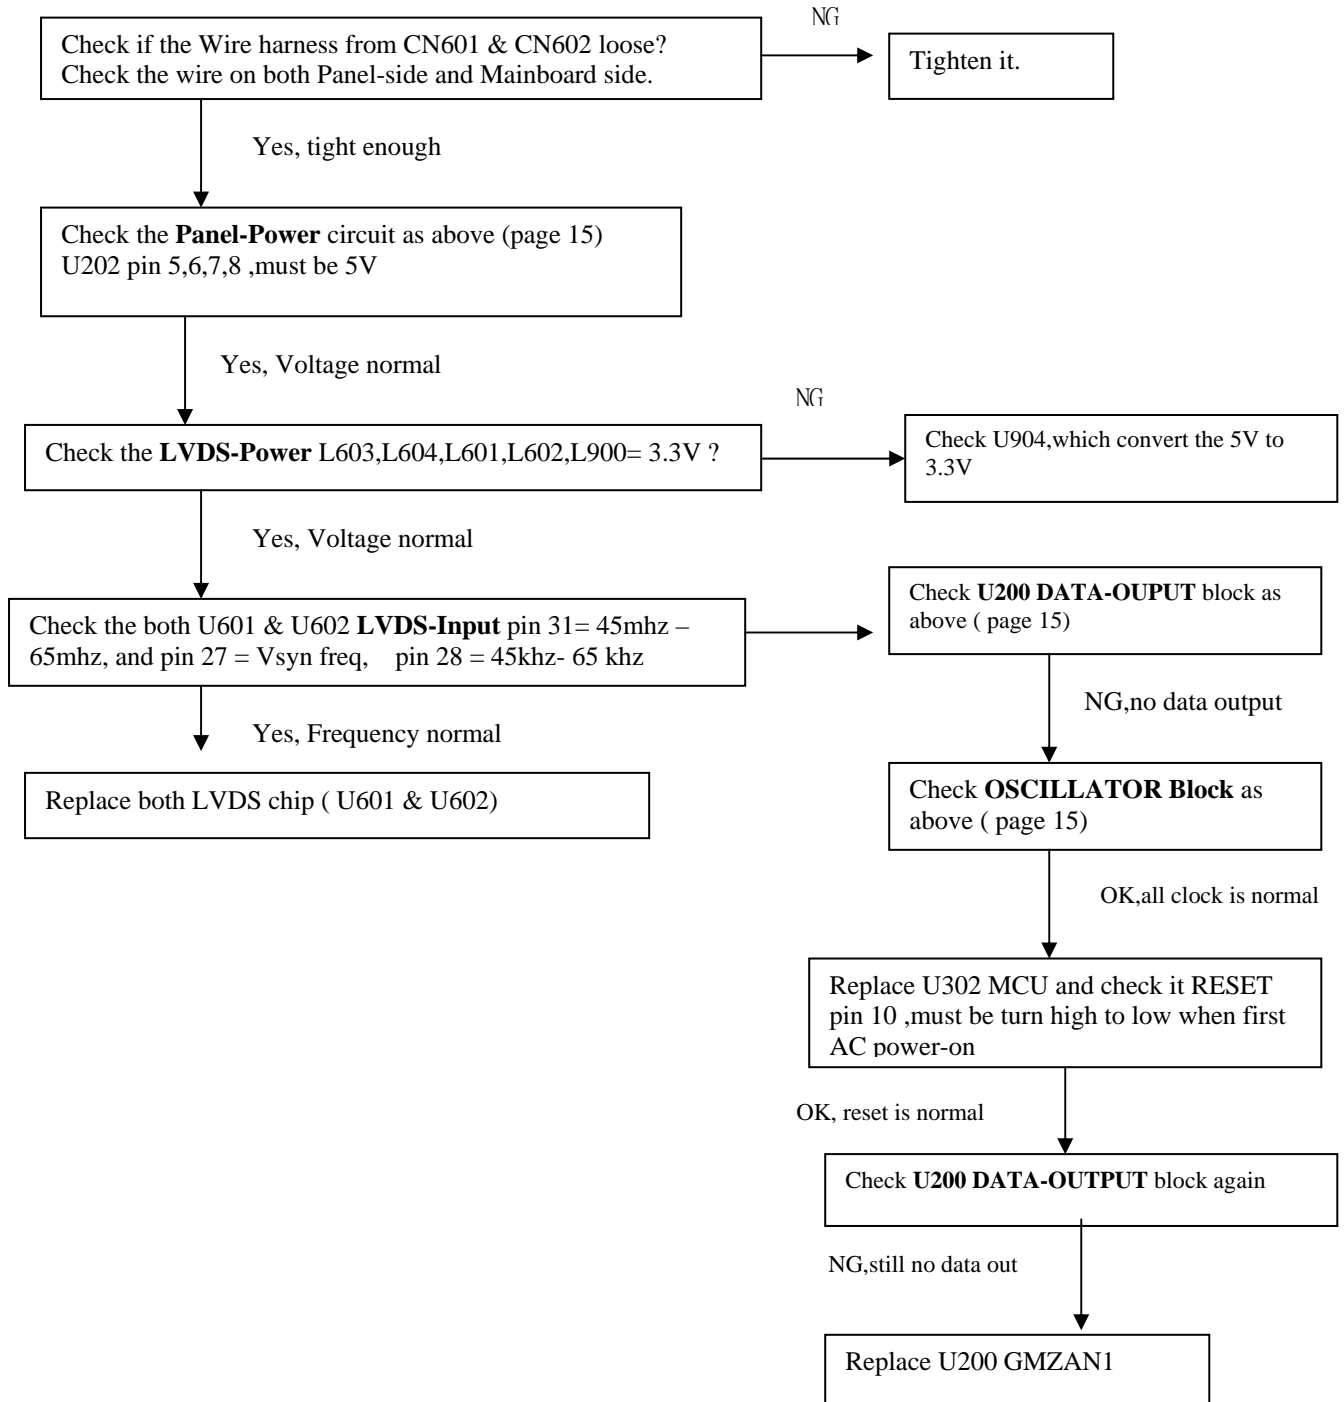 NG
Check if the Wire harness from CN601 & CN602 loose?
Check the wire on both Panel-side and Mainboard side.
Tighten it.
Yes, tight enough
Check the Panel-Power circuit as above (page 15)
U202 pin 5,6,7,8 ,must be 5V
Yes, Voltage normal
NG
Check the LVDS-Power L603,L604,L601,L602,L900= 3.3V ?
Check U904,which convert the 5V to
3.3V
Yes, Voltage normal
Check the both U601 & U602 LVDS-Input pin 31= 45mhz –
65mhz, and pin 27 = Vsyn freq, pin 28 = 45khz- 65 khz
Check U200 DATA-OUPUT block as
above ( page 15)
Yes, Frequency normal
NG,no data output
Replace both LVDS chip ( U601 & U602)
Check OSCILLATOR Block as
above ( page 15)
OK,all clock is normal
Replace U302 MCU and check it RESET
pin 10 ,must be turn high to low when first
AC power-on
OK, reset is normal
Check U200 DATA-OUTPUT block again
NG,still no data out
Replace U200 GMZAN1